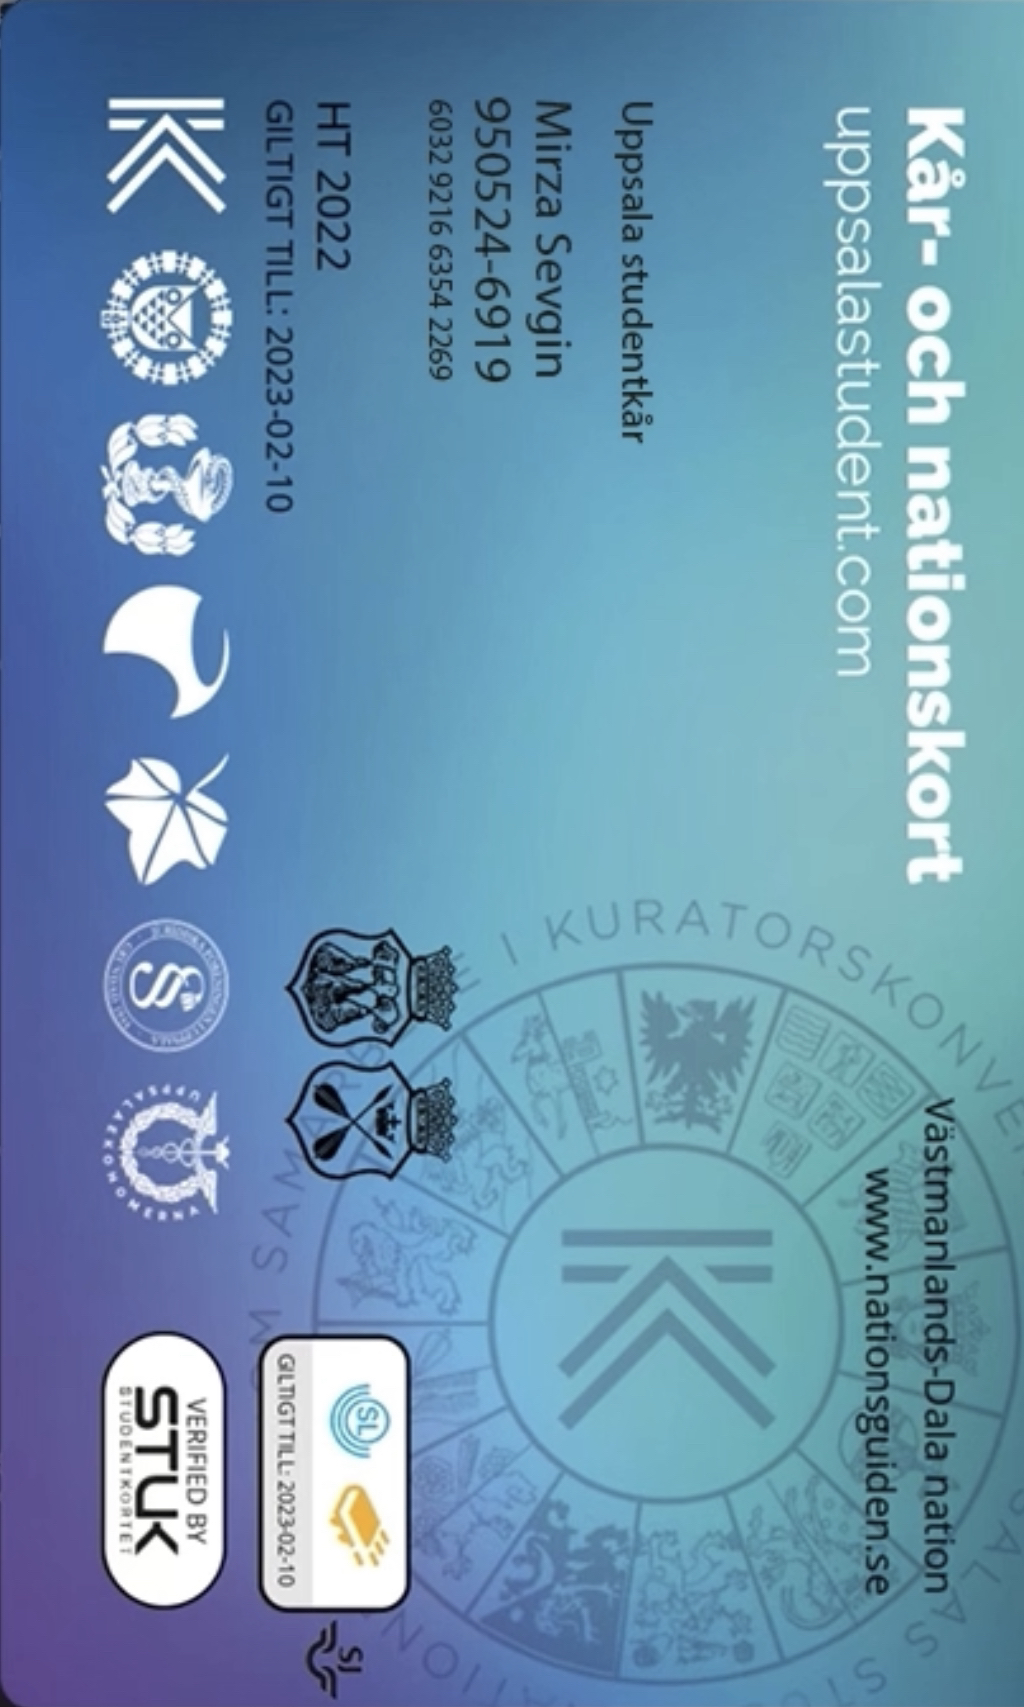 Kår- och nationskort
uppsalastudent.com
Västmanlands-Dala nation
www.nationsguiden.se
Uppsala studentkår
Mirza Sevgin
950524-6919
6032 9216 6354 2269
HT 2022
GILTIGT TILL: 2023-02-10
I KURATORSKONVE
SL
GILTIGT TILL: 2023-02-10
SJ
UPPSALAEKONOMERNA
VERIFIED BY
STUK
STUDENTKORTET